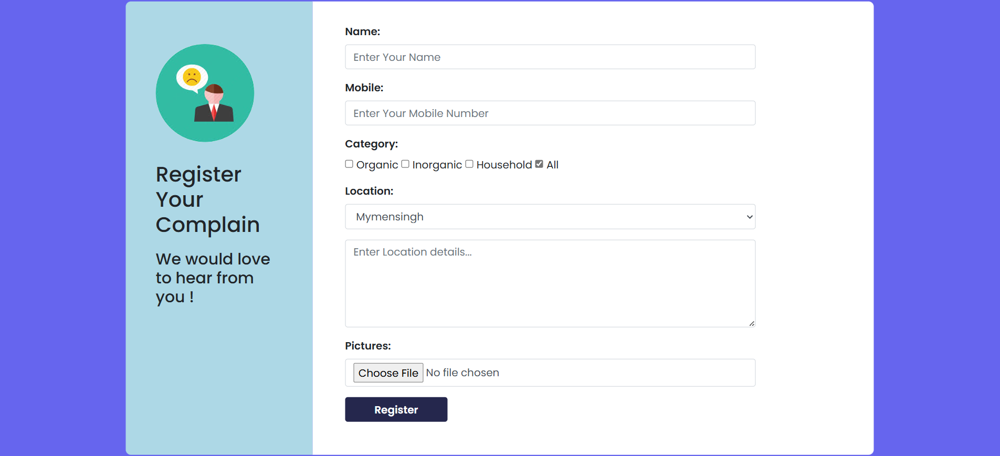 Register
Your
Complain
We would love
to hear from
you !
Name:
Enter Your Name
Mobile:
Enter Your Mobile Number
Category:
Organic Inorganic Household All
Location:
Mymensingh
Enter Location details...
Pictures:
Choose File No file chosen
Register